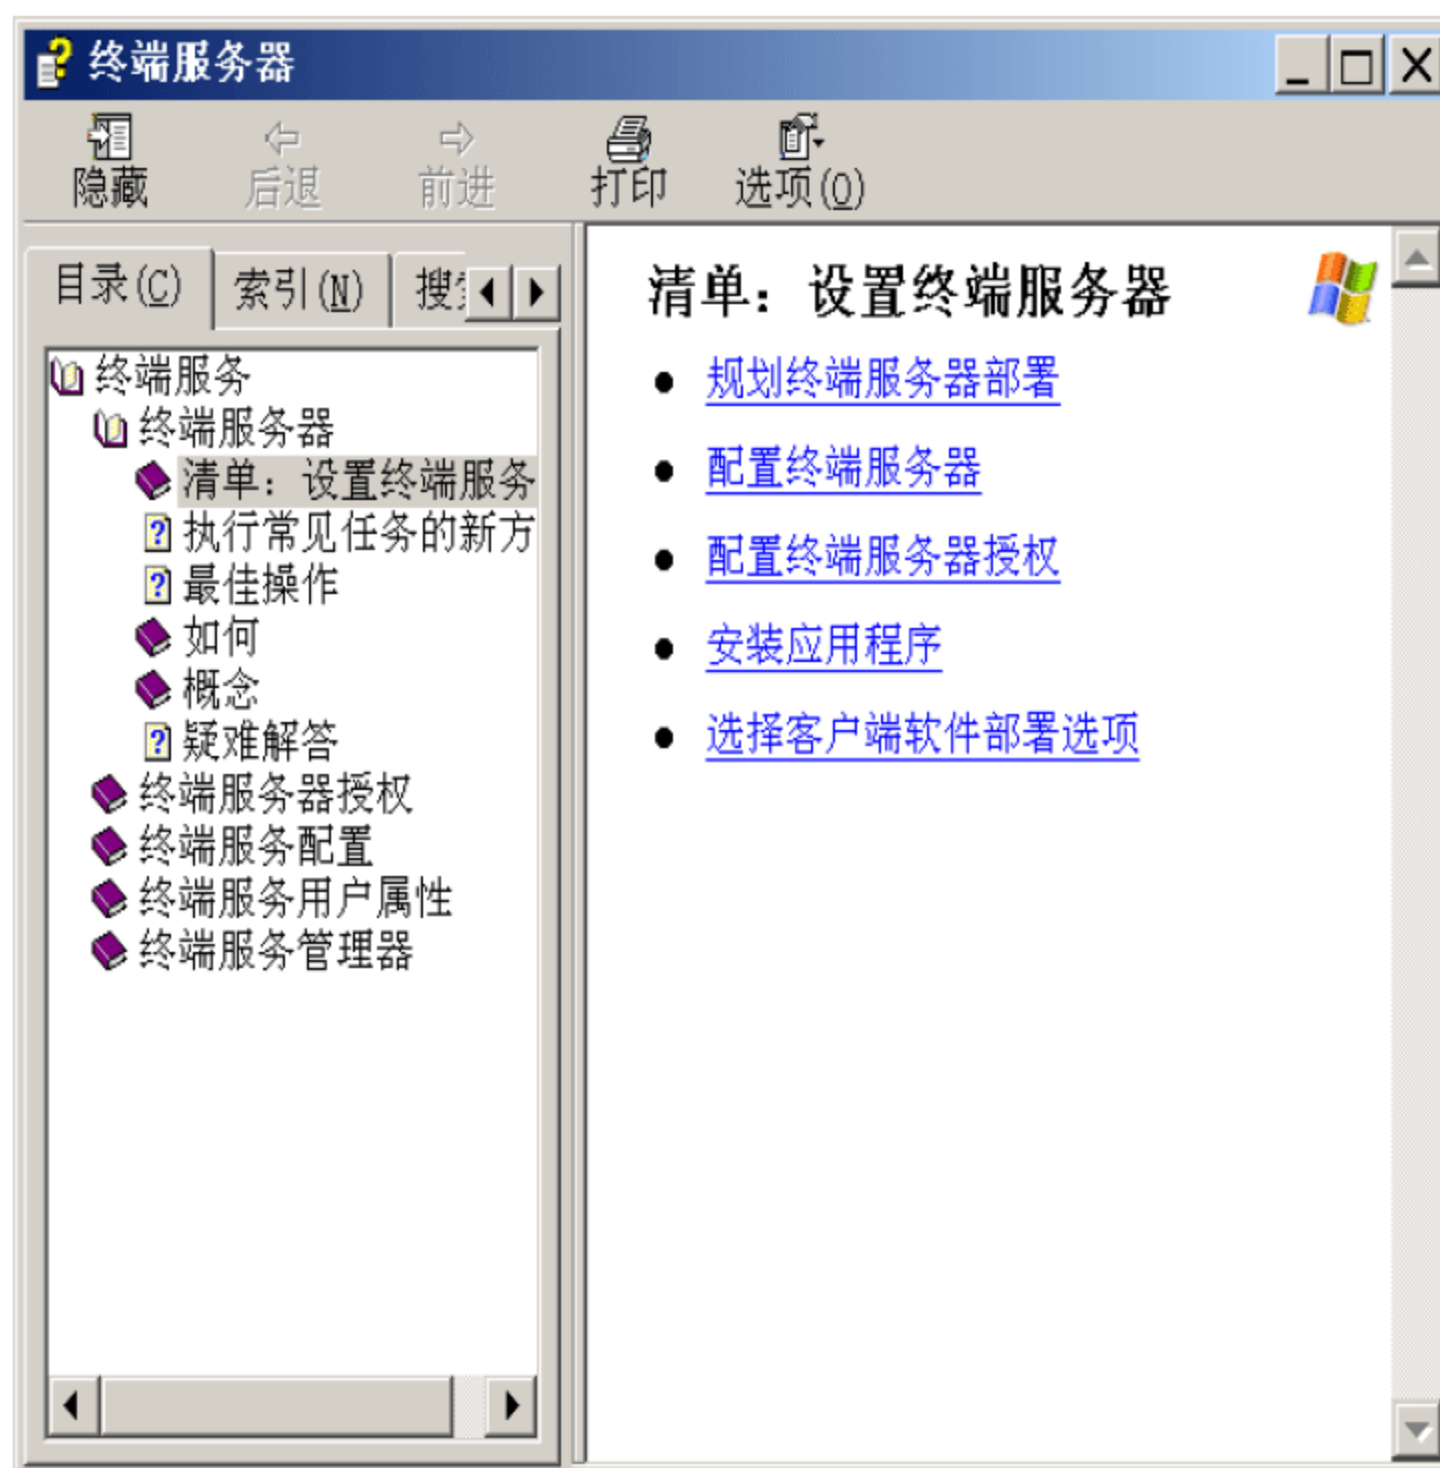 终端服务器
隐藏 后退 前进 打印 选项(O)
目录(C) 索引(N) 搜
终端服务
终端服务器
清单：设置终端服务
执行常见任务的新方
最佳操作
如何
概念
疑难解答
终端服务器授权
终端服务配置
终端服务用户属性
终端服务管理器
清单：设置终端服务器
规划终端服务器部署
配置终端服务器
配置终端服务器授权
安装应用程序
选择客户端软件部署选项